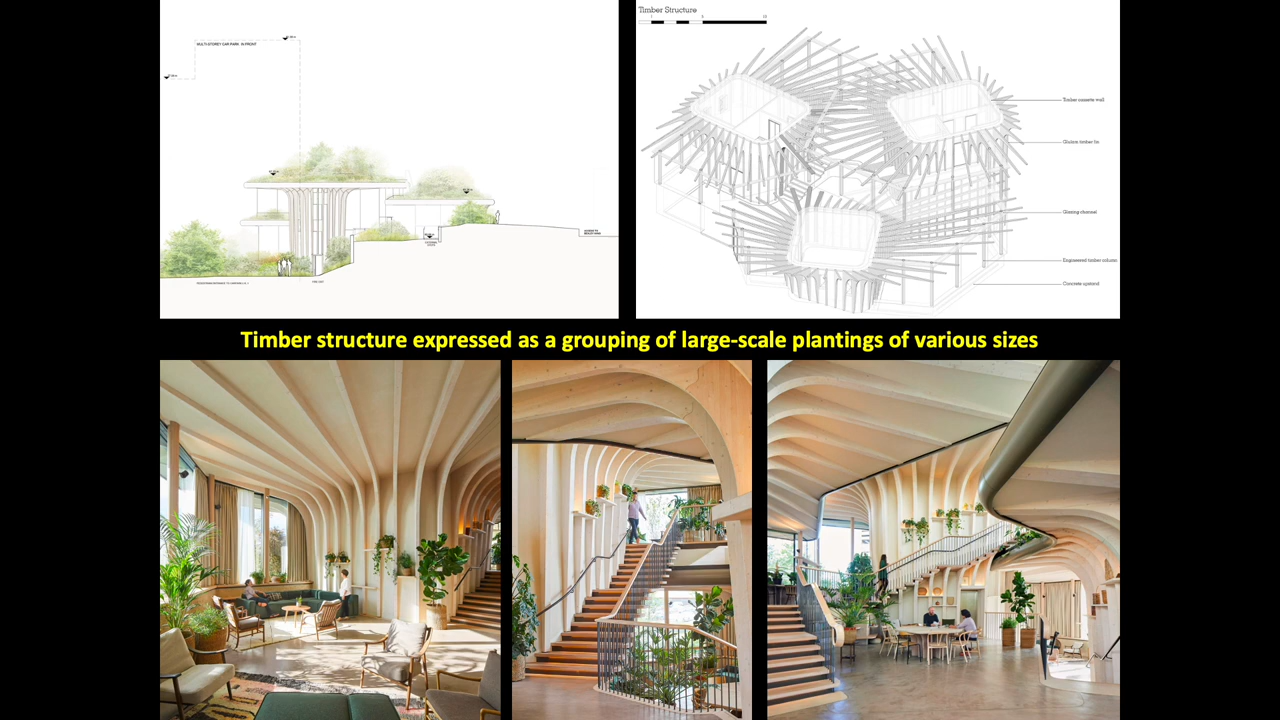 Timber Structure
MULTI-STOREY CAR PARK IN FRONT
Timber cassette wall
Glulam timber fin
Glazing channel
Engineered timber column
Concrete upstand
Timber structure expressed as a grouping of large-scale plantings of various sizes